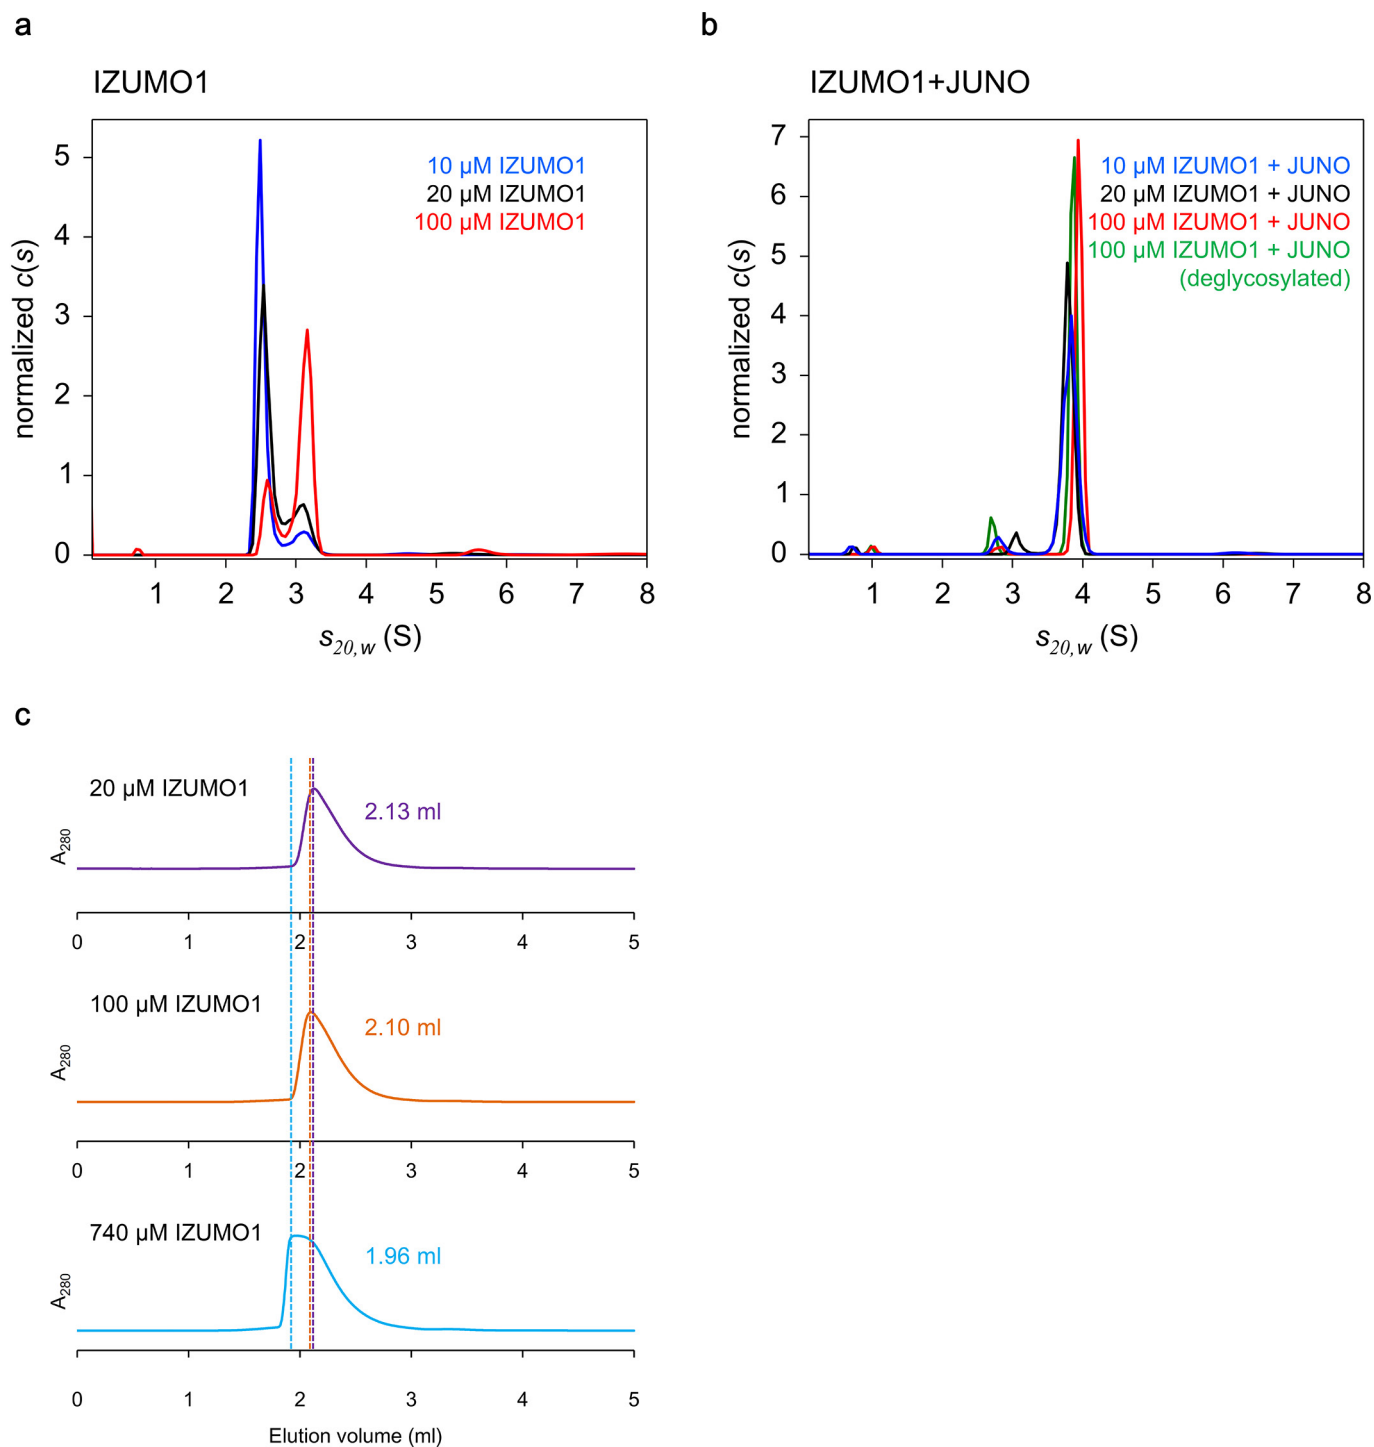 a
IZUMO1
normalized c(s)
5
4
3
2
1
0
10 µM IZUMO1
20 µM IZUMO1
100 µM IZUMO1
1 2 3 4 5 6 7 8
s20,w (S)
b
IZUMO1+JUNO
normalized c(s)
7
6
5
4
3
2
1
0
10 µM IZUMO1 + JUNO
20 µM IZUMO1 + JUNO
100 µM IZUMO1 + JUNO
100 µM IZUMO1 + JUNO
(deglycosylated)
1 2 3 4 5 6 7 8
s20,w (S)
c
20 µM IZUMO1
2.13 ml
A280
0 1 2 3 4 5
100 µM IZUMO1
2.10 ml
A280
0 1 2 3 4 5
740 µM IZUMO1
1.96 ml
A280
0 1 2 3 4 5
Elution volume (ml)